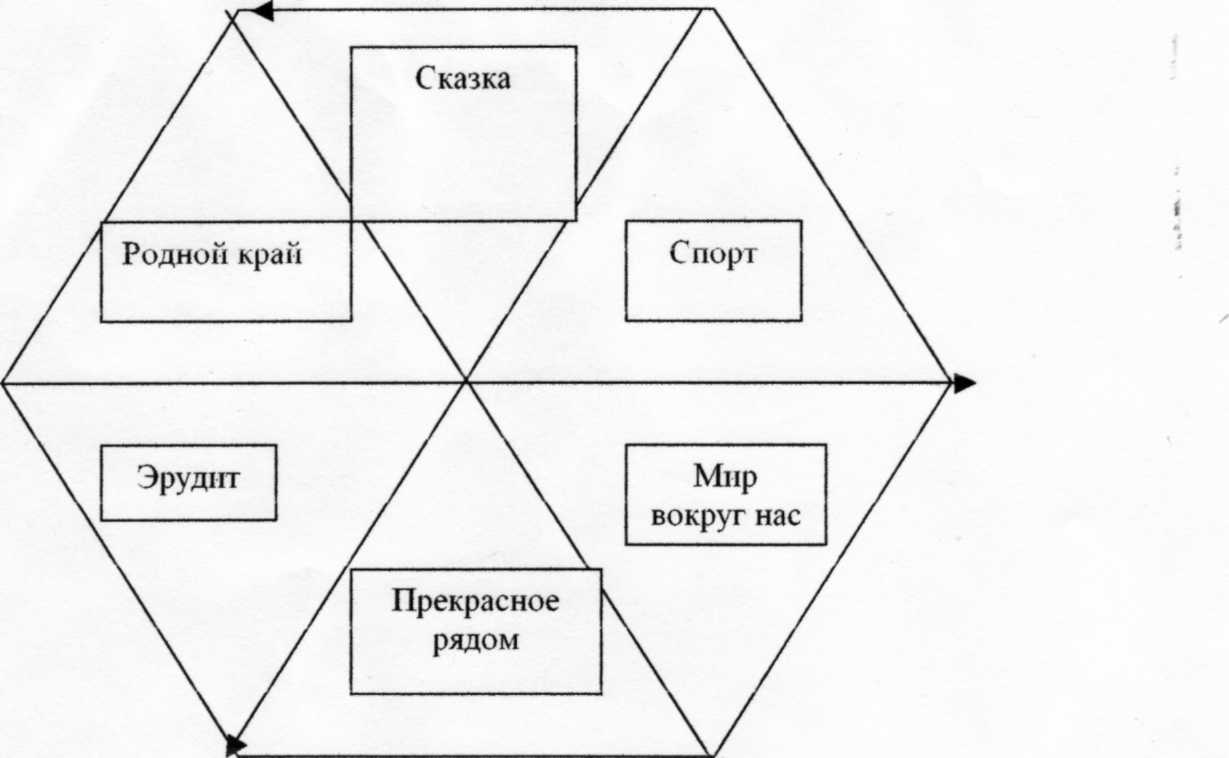 Сказка
Родной край
Спорт
Эрудит
Мир
вокруг нас
Прекрасное
рядом